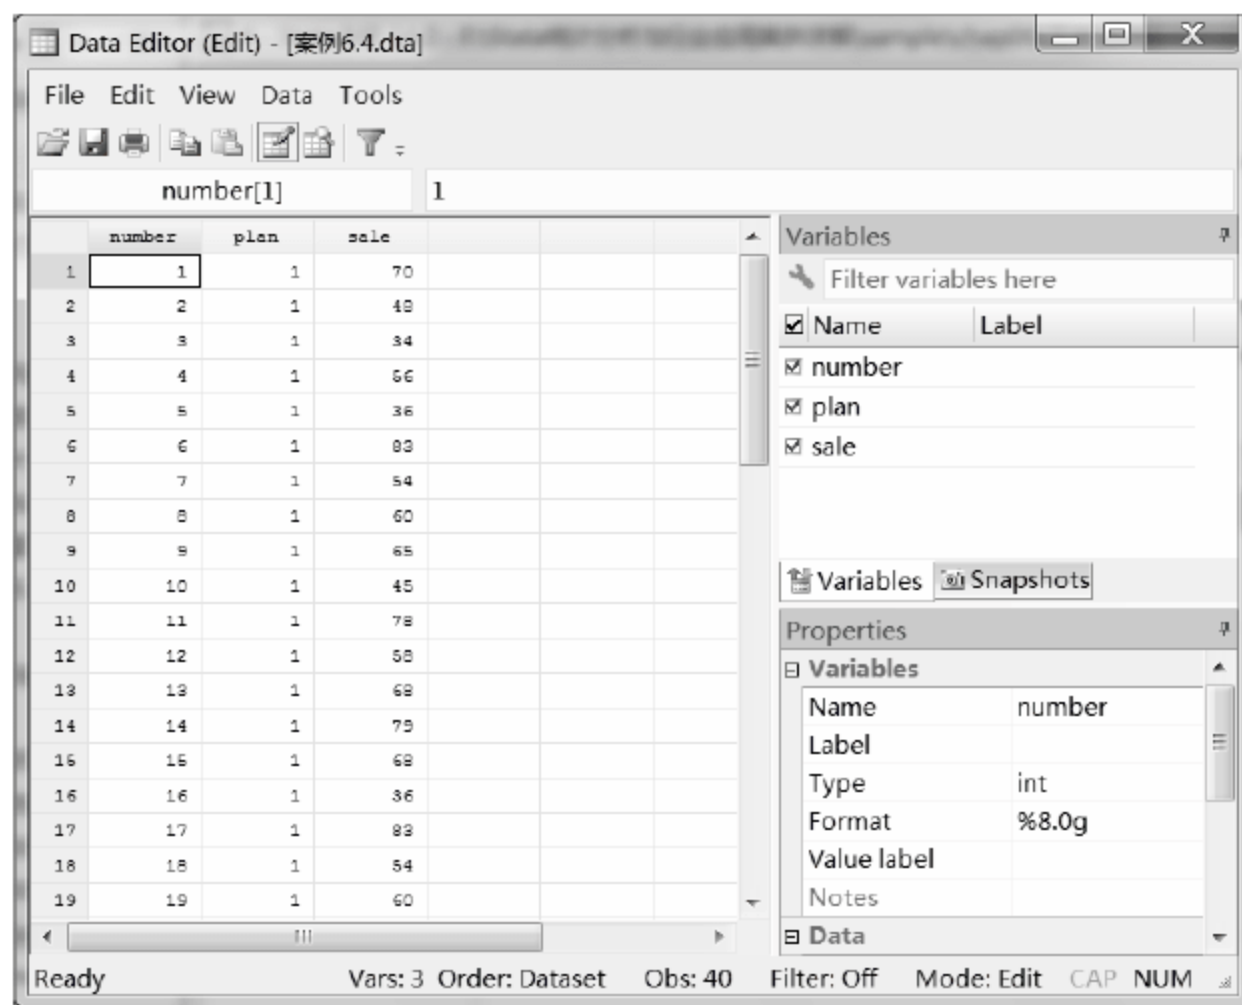 Data Editor (Edit) - [案例6.4.dta]
File Edit View Data Tools
number[1] 1
number plan sale
1 1 1 70
2 2 1 48
3 3 1 34
4 4 1 56
5 5 1 36
6 6 1 83
7 7 1 54
8 8 1 60
9 9 1 65
10 10 1 45
11 11 1 78
12 12 1 58
13 13 1 68
14 14 1 79
15 15 1 68
16 16 1 36
17 17 1 83
18 18 1 54
19 19 1 60
Variables
Filter variables here
Name Label
number
plan
sale
Variables Snapshots
Properties
Variables
Name number
Label
Type int
Format %8.0g
Value label
Notes
Data
Ready Vars: 3 Order: Dataset Obs: 40 Filter: Off Mode: Edit CAP NUM